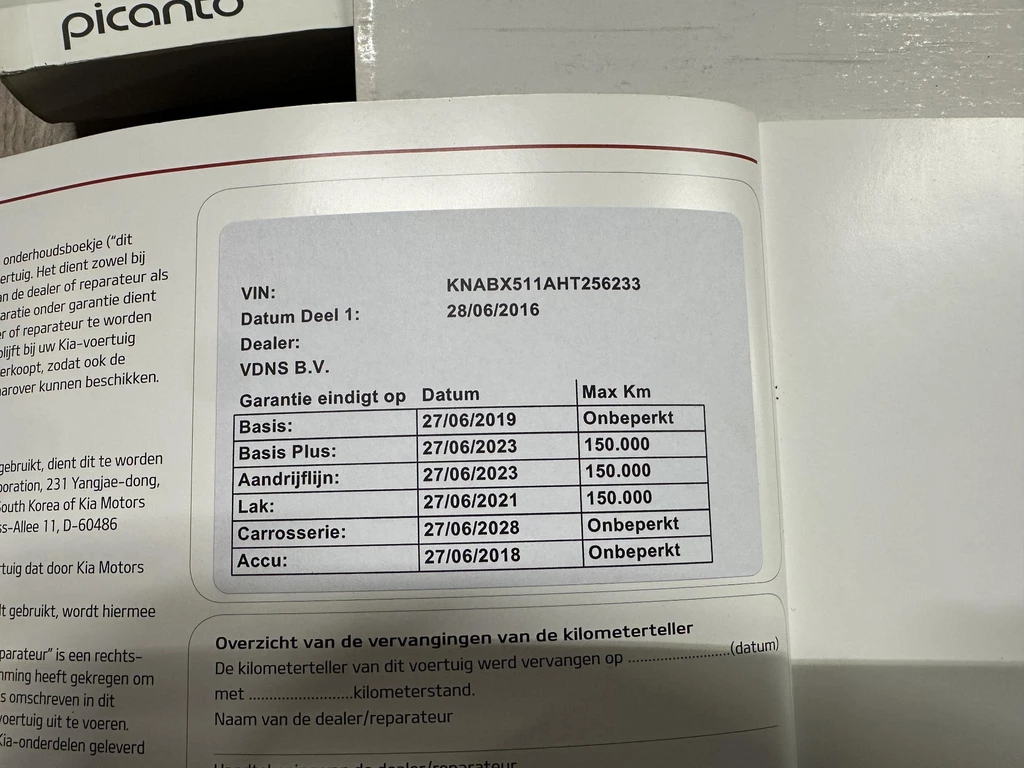 picanto
onderhoudsboekje ("dit
ertuig. Het dient zowel bij
an de dealer of reparateur als
aratie onder garantie dient
er of reparateur te worden
blijft bij uw Kia-voertuig
erkoopt, zodat ook de
aarover kunnen beschikken.
gebruikt, dient dit te worden
poration, 231 Yangjae-dong,
South Korea of Kia Motors
ss-Allee 11, D-60486
rtuig dat door Kia Motors
dt gebruikt, wordt hiermee
parateur" is een rechts-
mming heeft gekregen om
s omschreven in dit
voertuig uit te voeren.
Kia-onderdelen geleverd
VIN: KNABX511AHT256233
Datum Deel 1: 28/06/2016
Dealer:
VDNS B.V.
Garantie eindigt op Datum Max Km
Basis: 27/06/2019 Onbeperkt
Basis Plus: 27/06/2023 150.000
Aandrijflijn: 27/06/2023 150.000
Lak: 27/06/2021 150.000
Carrosserie: 27/06/2028 Onbeperkt
Accu: 27/06/2018 Onbeperkt
Overzicht van de vervangingen van de kilometerteller
De kilometerteller van dit voertuig werd vervangen op ........................(datum)
met ........................kilometerstand.
Naam van de dealer/reparateur